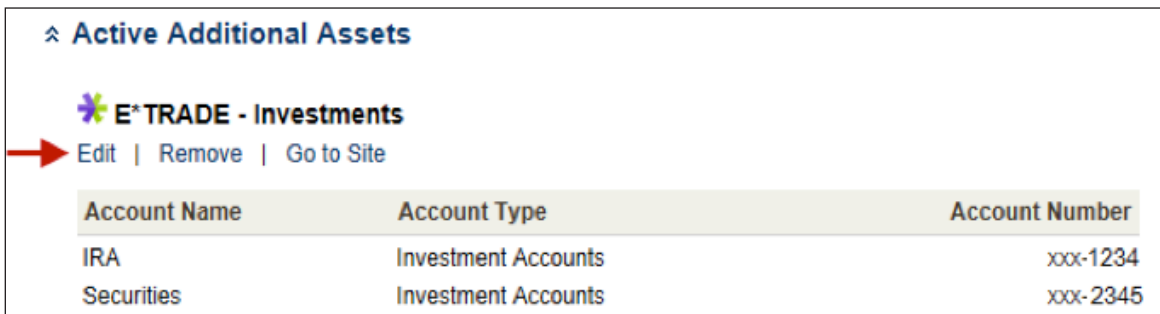 Active Additional Assets
E*TRADE - Investments
Edit | Remove | Go to Site
Account Name Account Type Account Number
IRA Investment Accounts xxx-1234
Securities Investment Accounts xxx-2345